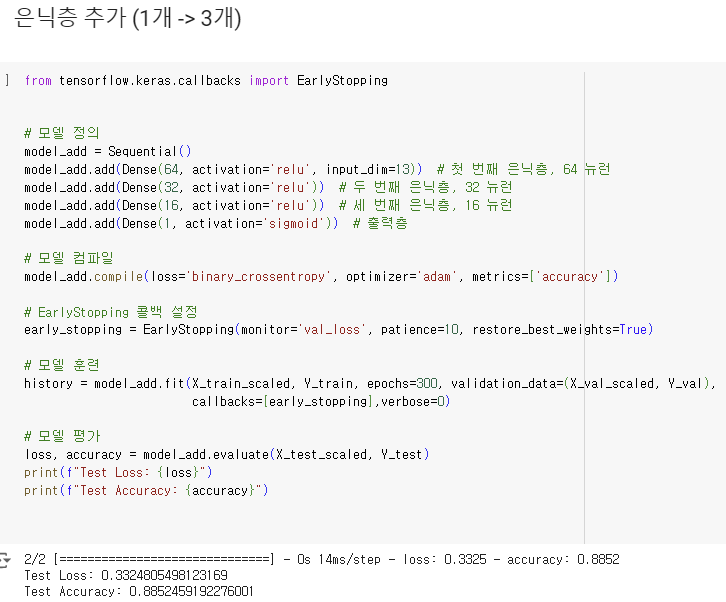 은닉층 추가 (1개 -> 3개)
] from tensorflow.keras.callbacks import EarlyStopping
# 모델 정의
model_add = Sequential()
model_add.add(Dense(64, activation='relu', input_dim=13))  # 첫 번째 은닉층, 64 뉴런
model_add.add(Dense(32, activation='relu'))  # 두 번째 은닉층, 32 뉴런
model_add.add(Dense(16, activation='relu'))  # 세 번째 은닉층, 16 뉴런
model_add.add(Dense(1, activation='sigmoid'))  # 출력층
# 모델 컴파일
model_add.compile(loss='binary_crossentropy', optimizer='adam', metrics=['accuracy'])
# EarlyStopping 콜백 설정
early_stopping = EarlyStopping(monitor='val_loss', patience=10, restore_best_weights=True)
# 모델 훈련
history = model_add.fit(X_train_scaled, Y_train, epochs=300, validation_data=(X_val_scaled, Y_val),
callbacks=[early_stopping],verbose=0)
# 모델 평가
loss, accuracy = model_add.evaluate(X_test_scaled, Y_test)
print(f"Test Loss: {loss}")
print(f"Test Accuracy: {accuracy}")
2/2 [==============================] - 0s 14ms/step - loss: 0.3325 - accuracy: 0.8852
Test Loss: 0.3324805498123169
Test Accuracy: 0.8852459192276001